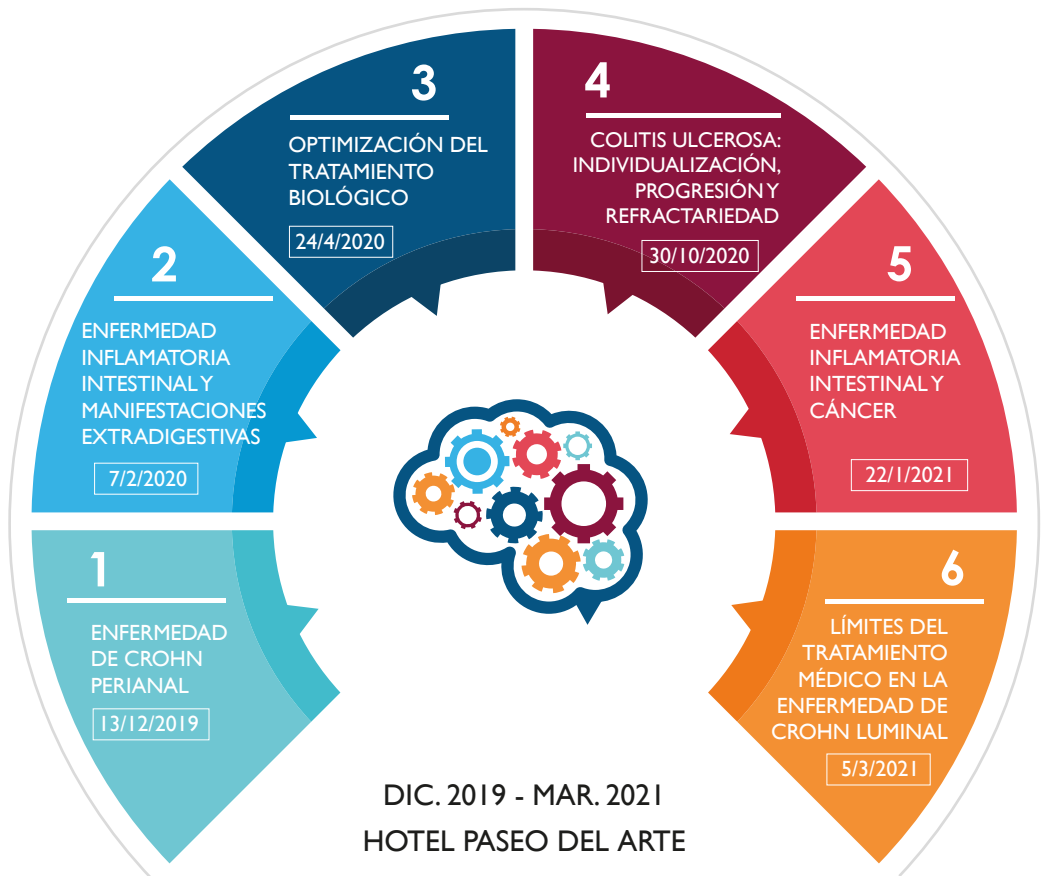 1
ENFERMEDAD
DE CROHN
PERIANAL
13/12/2019
2
ENFERMEDAD
INFLAMATORIA
INTESTINAL Y
MANIFESTACIONES
EXTRADIGESTIVAS
7/2/2020
3
OPTIMIZACIÓN DEL
TRATAMIENTO
BIOLÓGICO
24/4/2020
4
COLITIS ULCEROSA:
INDIVIDUALIZACIÓN,
PROGRESIÓN Y
REFRACTARIEDAD
30/10/2020
5
ENFERMEDAD
INFLAMATORIA
INTESTINAL Y
CÁNCER
22/1/2021
6
LÍMITES DEL
TRATAMIENTO
MÉDICO EN LA
ENFERMEDAD DE
CROHN LUMINAL
5/3/2021
DIC. 2019 - MAR. 2021
HOTEL PASEO DEL ARTE